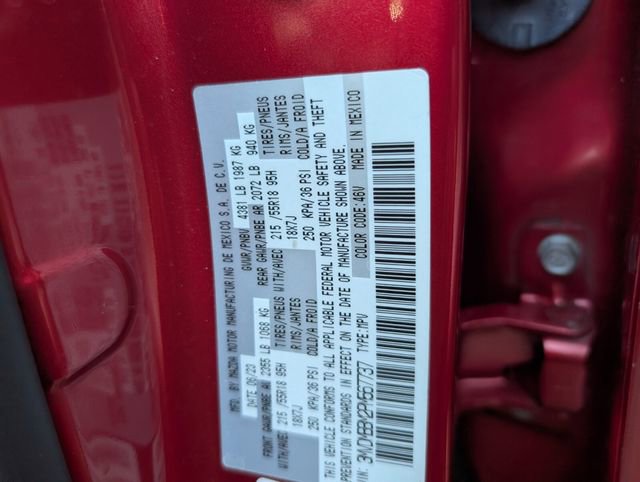 MFD BY MAZDA MOTOR MANUFACTURING DE MEXICO S.A. DE C.V.
DATE 06/23 GVWR/PNBV 4381 LB 1987 KG
FRONT GAWR/PNBE AV 2355 LB 1068 KG REAR GAWR/PNBE AR 2072 LB 940 KG
WITH/AVEC 215 /55R18 95H TIRES/PNEUS WITH/AVEC 215 /55R18 95H TIRES/PNEUS
18X7J RIMS/JANTES 18X7J RIMS/JANTES
250 KPA/36 PSI COLD/A FROID 250 KPA/36 PSI COLD/A FROID
THIS VEHICLE CONFORMS TO ALL APPLICABLE FEDERAL MOTOR VEHICLE SAFETY AND THEFT
PREVENTION STANDARDS IN EFFECT ON THE DATE OF MANUFACTURE SHOWN ABOVE.
COLOR CODE:46V MADE IN MEXICO
VIN: TYPE:MPV